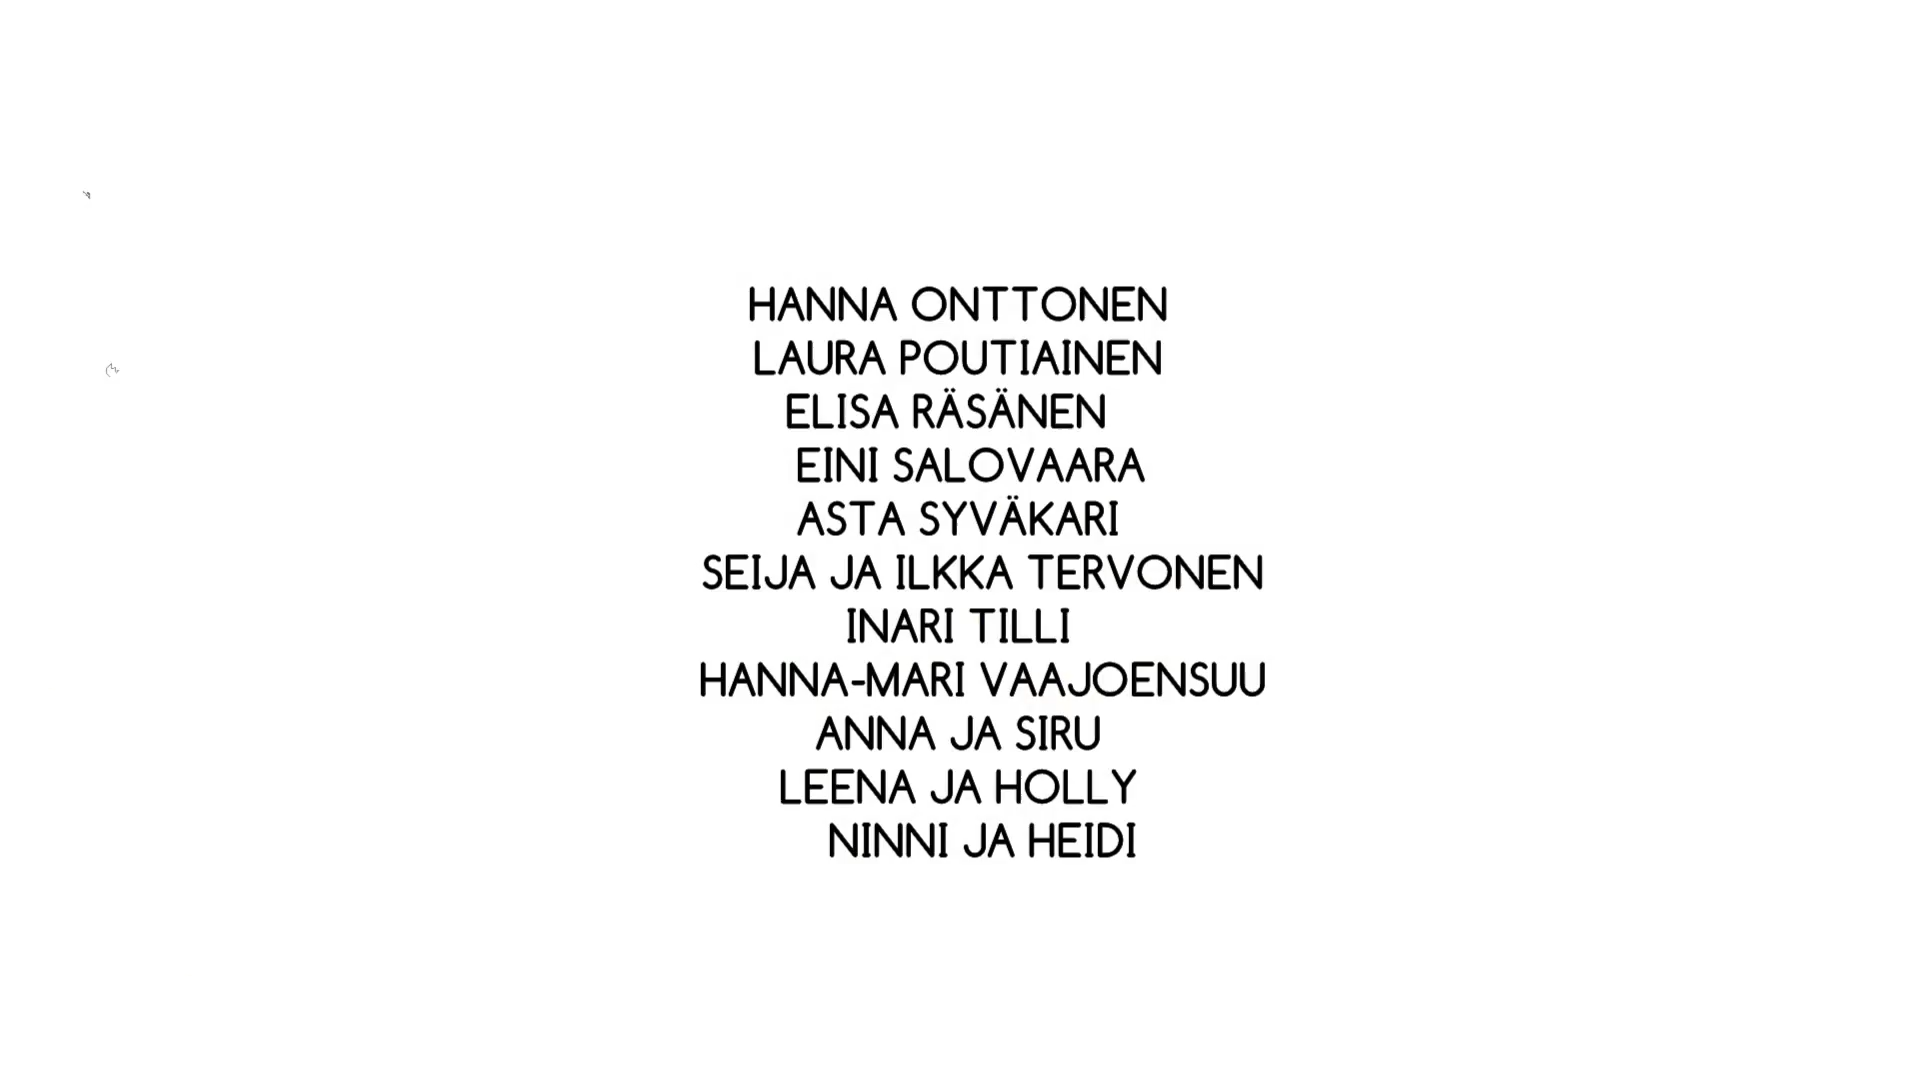 HANNA ONTTONEN
LAURA POUTIAINEN
ELISA RÄSÄNEN
EINI SALOVAARA
ASTA SYVÄKARI
SEIJA JA ILKKA TERVONEN
INARI TILLI
HANNA-MARI VAAJOENSUU
ANNA JA SIRU
LEENA JA HOLLY
NINNI JA HEIDI